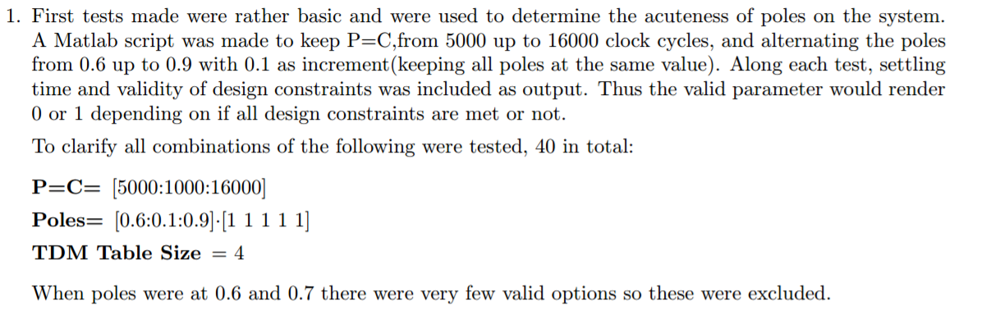 1. First tests made were rather basic and were used to determine the acuteness of poles on the system.
A Matlab script was made to keep P=C,from 5000 up to 16000 clock cycles, and alternating the poles
from 0.6 up to 0.9 with 0.1 as increment(keeping all poles at the same value). Along each test, settling
time and validity of design constraints was included as output. Thus the valid parameter would render
0 or 1 depending on if all design constraints are met or not.
To clarify all combinations of the following were tested, 40 in total:
P=C= [5000:1000:16000]
Poles= [0.6:0.1:0.9]·[1 1 1 1 1]
TDM Table Size = 4
When poles were at 0.6 and 0.7 there were very few valid options so these were excluded.